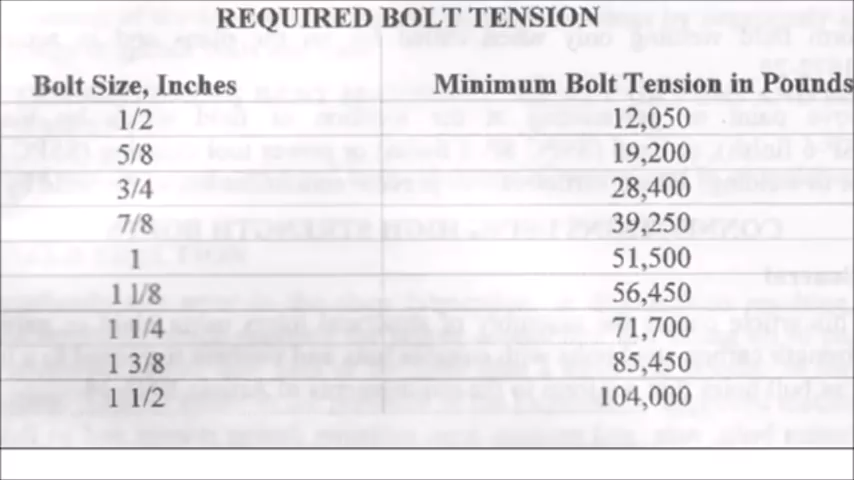 REQUIRED BOLT TENSION
Bolt Size, Inches Minimum Bolt Tension in Pounds
1/2 12,050
5/8 19,200
3/4 28,400
7/8 39,250
1 51,500
1 1/8 56,450
1 1/4 71,700
1 3/8 85,450
1 1/2 104,000